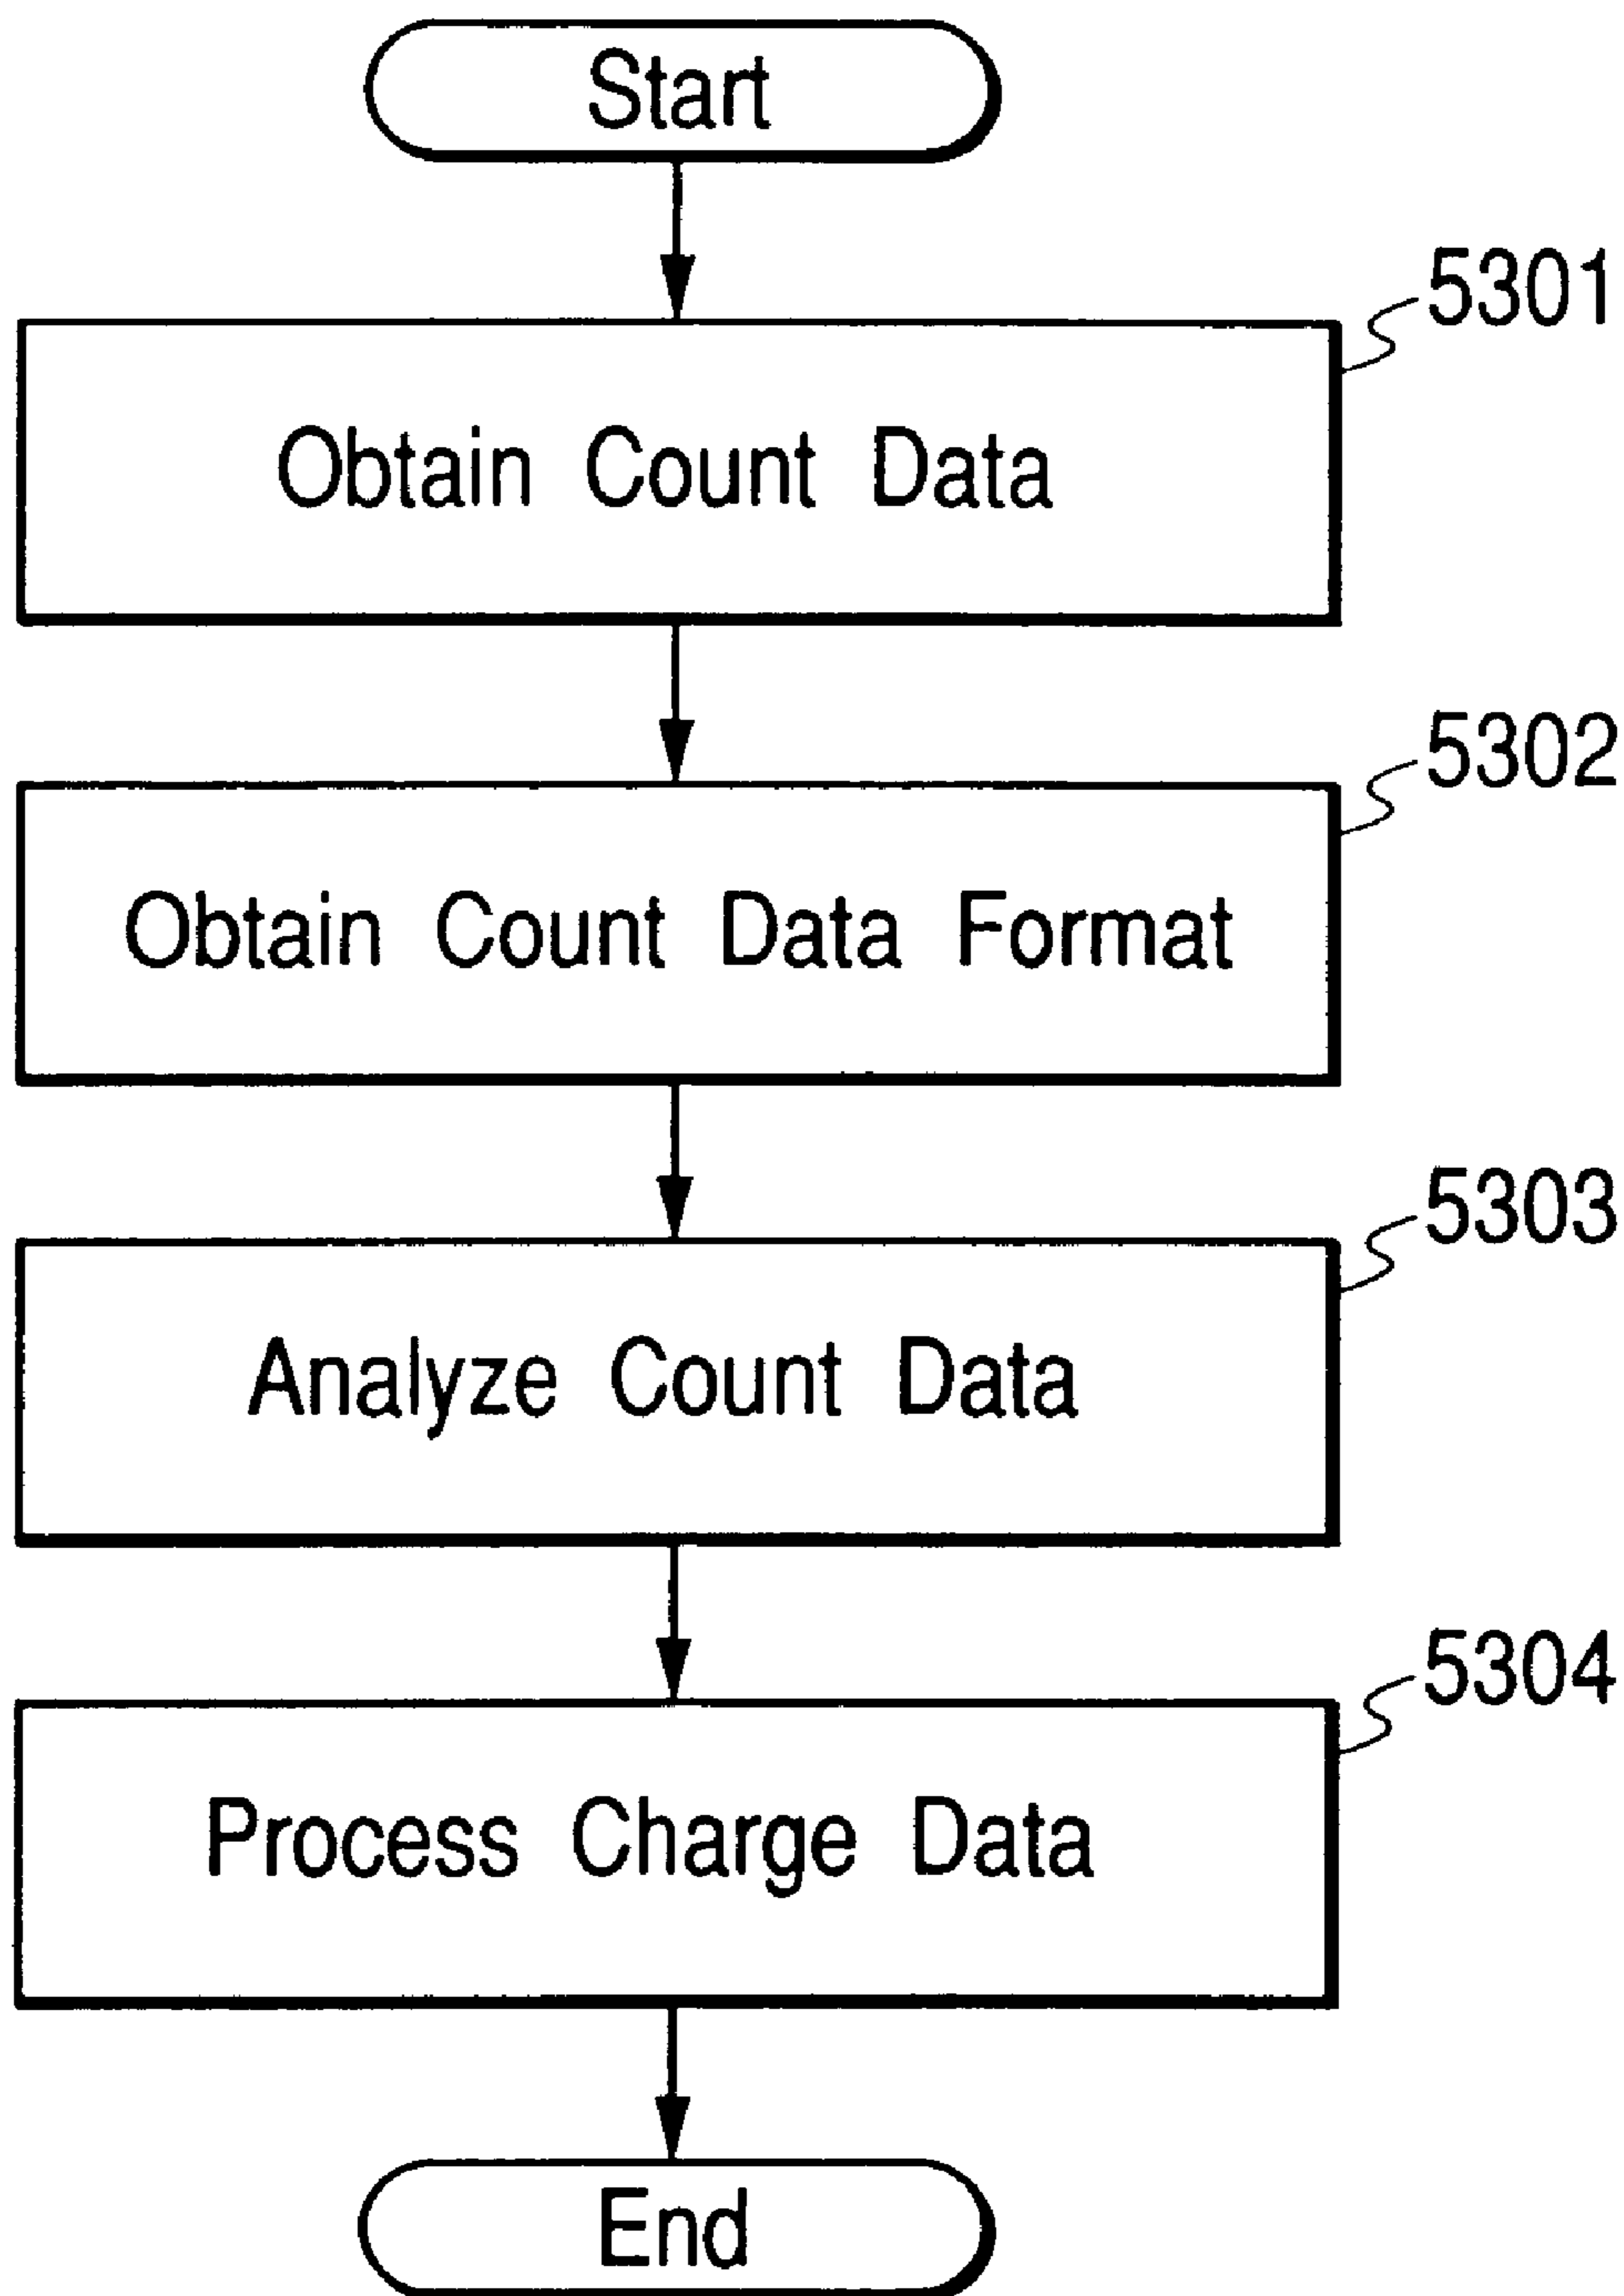 Start
5301
Obtain Count Data
5302
Obtain Count Data Format
5303
Analyze Count Data
5304
Process Charge Data
End